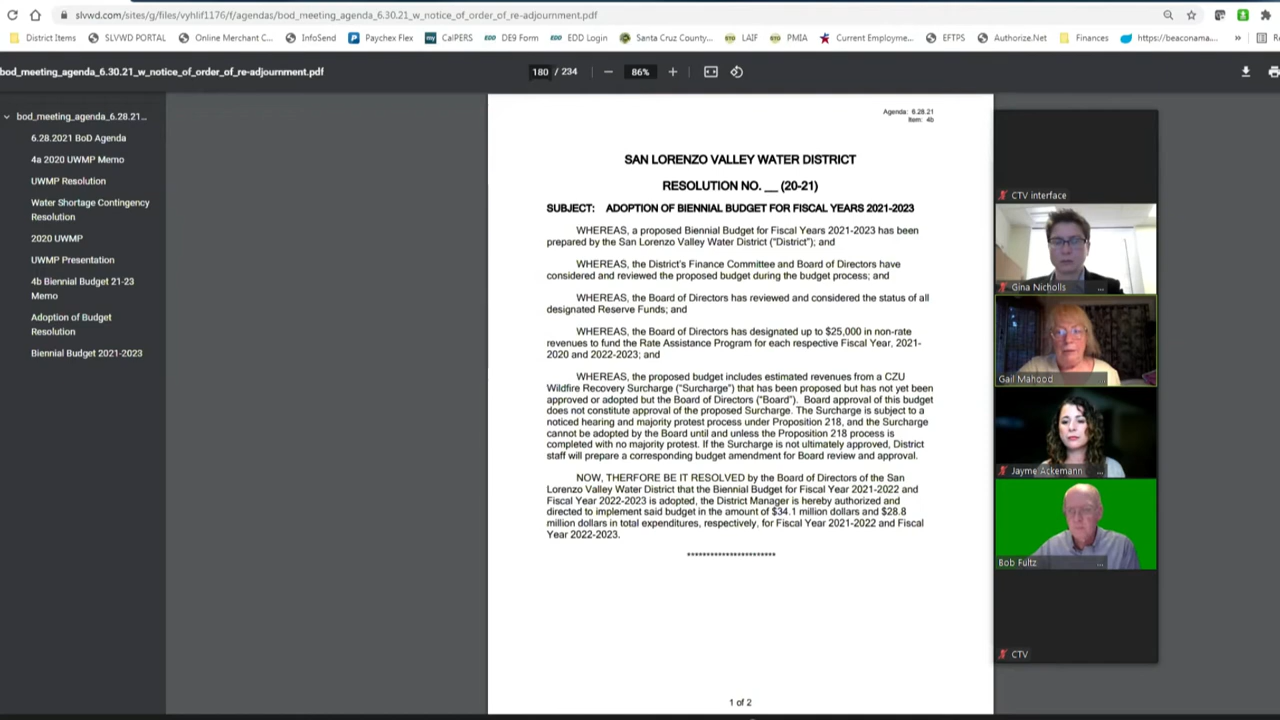 slvwd.com/sites/g/files/vyhlif1176/f/agendas/bod_meeting_agenda_6.30.21_w_notice_of_order_of_re-adjournment.pdf
District Items SLVWD PORTAL Online Merchant C... InfoSend Paychex Flex my CalPERS EDD DE9 Form EDD EDD Login Santa Cruz County... STO LAIF STO PMIA Current Employme... EFTPS Authorize.Net Finances https://beaconama... »
bod_meeting_agenda_6.30.21_w_notice_of_order_of_re-adjournment.pdf
180 / 234 — 86% +
bod_meeting_agenda_6.28.21...
6.28.2021 BoD Agenda
4a 2020 UWMP Memo
UWMP Resolution
Water Shortage Contingency
Resolution
2020 UWMP
UWMP Presentation
4b Biennial Budget 21-23
Memo
Adoption of Budget
Resolution
Biennial Budget 2021-2023
Agenda: 6.28.21
Item: 4b
SAN LORENZO VALLEY WATER DISTRICT
RESOLUTION NO. __ (20-21)
SUBJECT: ADOPTION OF BIENNIAL BUDGET FOR FISCAL YEARS 2021-2023
WHEREAS, a proposed Biennial Budget for Fiscal Years 2021-2023 has been
prepared by the San Lorenzo Valley Water District ("District"); and
WHEREAS, the District's Finance Committee and Board of Directors have
considered and reviewed the proposed budget during the budget process; and
WHEREAS, the Board of Directors has reviewed and considered the status of all
designated Reserve Funds; and
WHEREAS, the Board of Directors has designated up to $25,000 in non-rate
revenues to fund the Rate Assistance Program for each respective Fiscal Year, 2021-
2020 and 2022-2023; and
WHEREAS, the proposed budget includes estimated revenues from a CZU
Wildfire Recovery Surcharge ("Surcharge") that has been proposed but has not yet been
approved or adopted but the Board of Directors ("Board"). Board approval of this budget
does not constitute approval of the proposed Surcharge. The Surcharge is subject to a
noticed hearing and majority protest process under Proposition 218, and the Surcharge
cannot be adopted by the Board until and unless the Proposition 218 process is
completed with no majority protest. If the Surcharge is not ultimately approved, District
staff will prepare a corresponding budget amendment for Board review and approval.
NOW, THERFORE BE IT RESOLVED by the Board of Directors of the San
Lorenzo Valley Water District that the Biennial Budget for Fiscal Year 2021-2022 and
Fiscal Year 2022-2023 is adopted, the District Manager is hereby authorized and
directed to implement said budget in the amount of $34.1 million dollars and $28.8
million dollars in total expenditures, respectively, for Fiscal Year 2021-2022 and Fiscal
Year 2022-2023.
***********************
1 of 2
CTV interface
Gina Nicholls ...
Gail Mahood ...
Jayme Ackemann ...
Bob Fultz ...
CTV